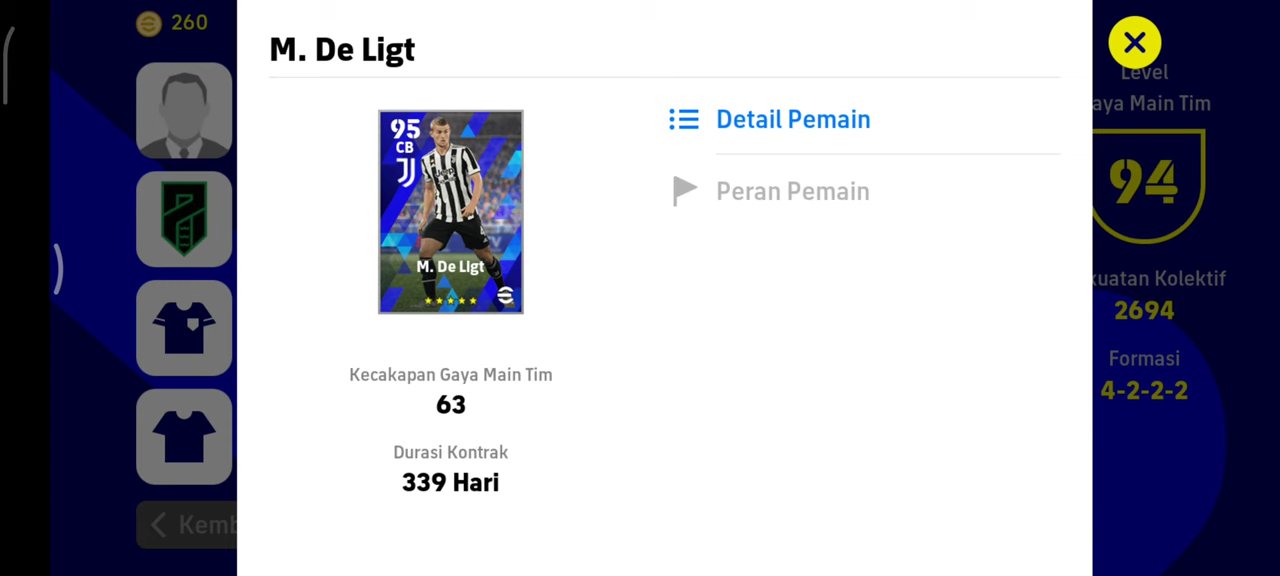 260
M. De Ligt
95
CB
M. De Ligt
Kecakapan Gaya Main Tim
63
Durasi Kontrak
339 Hari
Detail Pemain
Peran Pemain
Level
aya Main Tim
94
kuatan Kolektif
2694
Formasi
4-2-2-2
Kemb